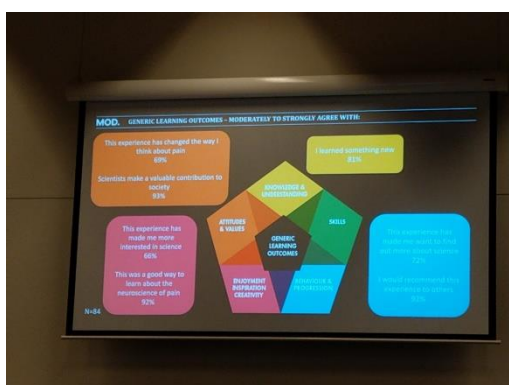 MOD.
GENERIC LEARNING OUTCOMES – MODERATELY TO STRONGLY AGREE WITH:
This experience has changed the way I
think about pain
69%
Scientists make a valuable contribution to
society
93%
I learned something new
81%
KNOWLEDGE &
UNDERSTANDING
ATTITUDES
& VALUES
SKILLS
GENERIC
LEARNING
OUTCOMES
ENJOYMENT
INSPIRATION
CREATIVITY
BEHAVIOUR &
PROGRESSION
This experience has
made me more
interested in science
66%
This was a good way to
learn about the
neuroscience of pain
92%
This experience has
made me want to find
out more about science
72%
I would recommend this
experience to others
92%
N=84